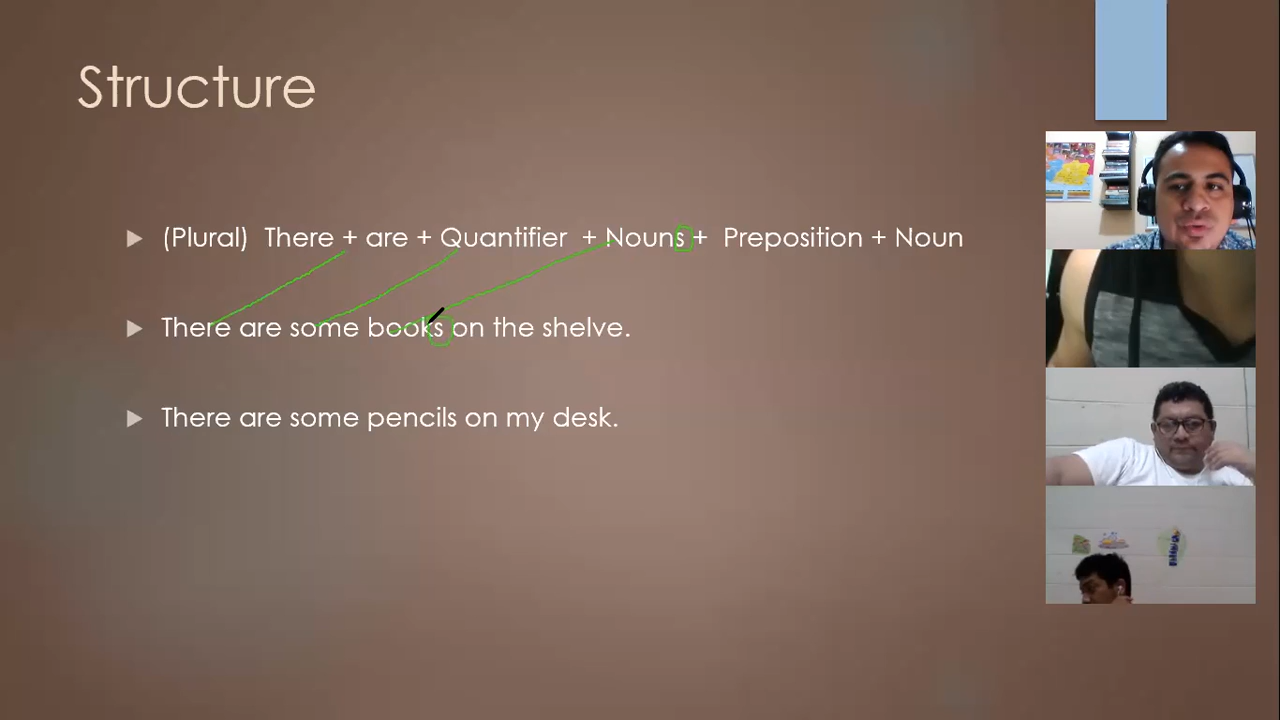 Structure
(Plural) There + are + Quantifier + Nouns + Preposition + Noun
There are some books on the shelve.
There are some pencils on my desk.